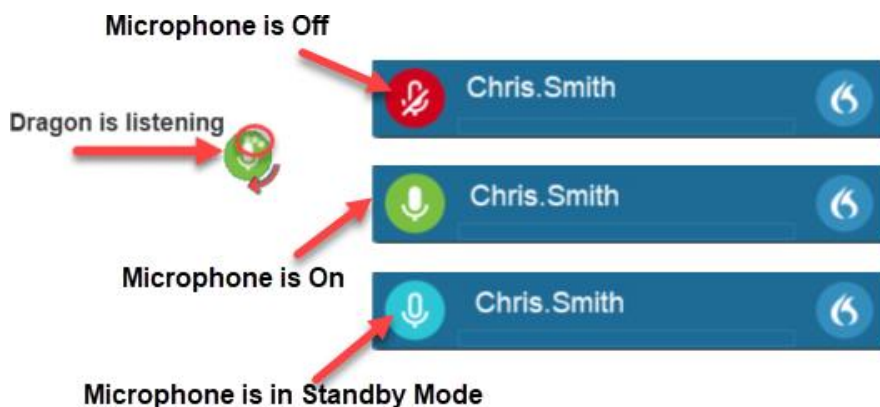 Microphone is Off
Chris.Smith
Dragon is listening
Chris.Smith
Microphone is On
Chris.Smith
Microphone is in Standby Mode